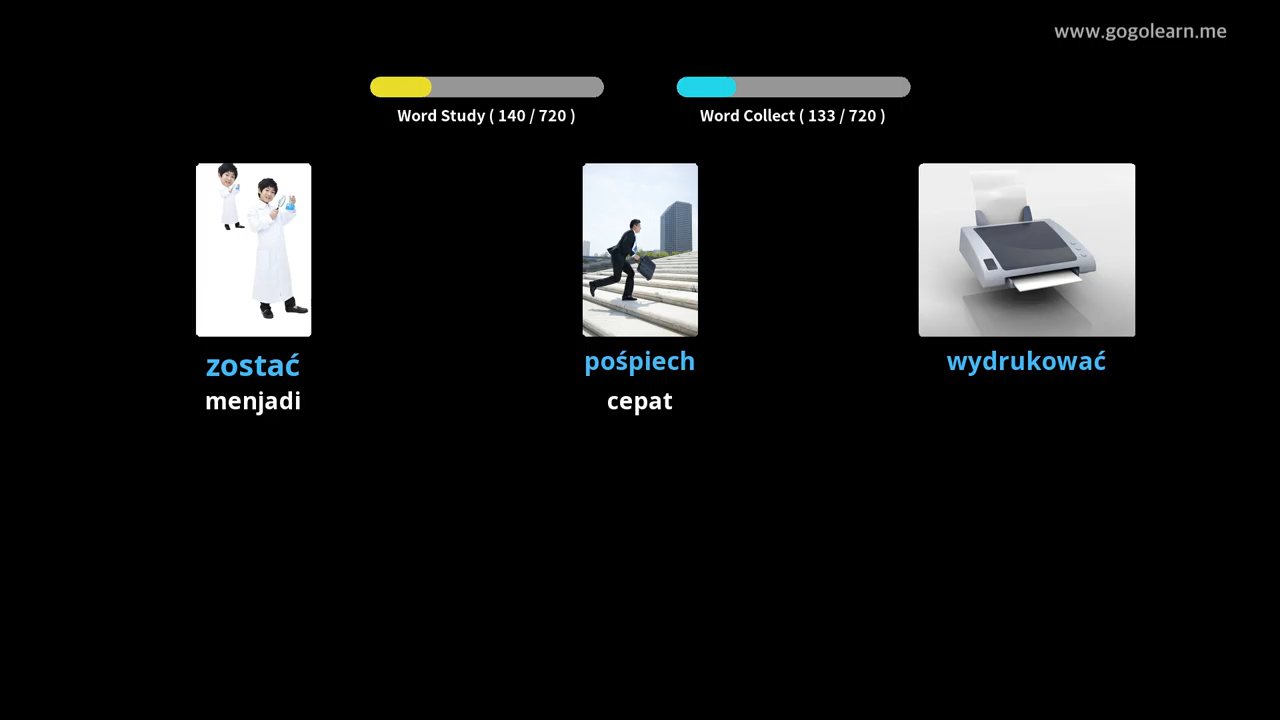 www.gogolearn.me
Word Study ( 140 / 720 )
Word Collect ( 133 / 720 )
zostać
pośpiech
wydrukować
menjadi
cepat